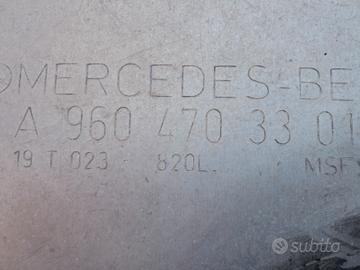 MERCEDES-BE
A 960 470 33 01
19 T 023 820L. MSF
subito